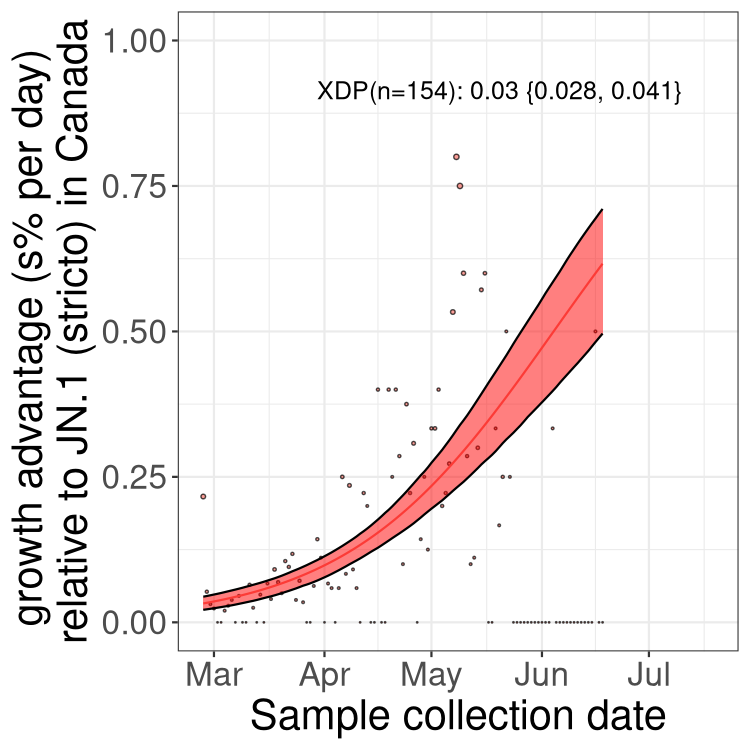 growth advantage (s% per day)
relative to JN.1 (stricto) in Canada
1.00
0.75
0.50
0.25
0.00
XDP(n=154): 0.03 {0.028, 0.041}
Mar Apr May Jun Jul
Sample collection date